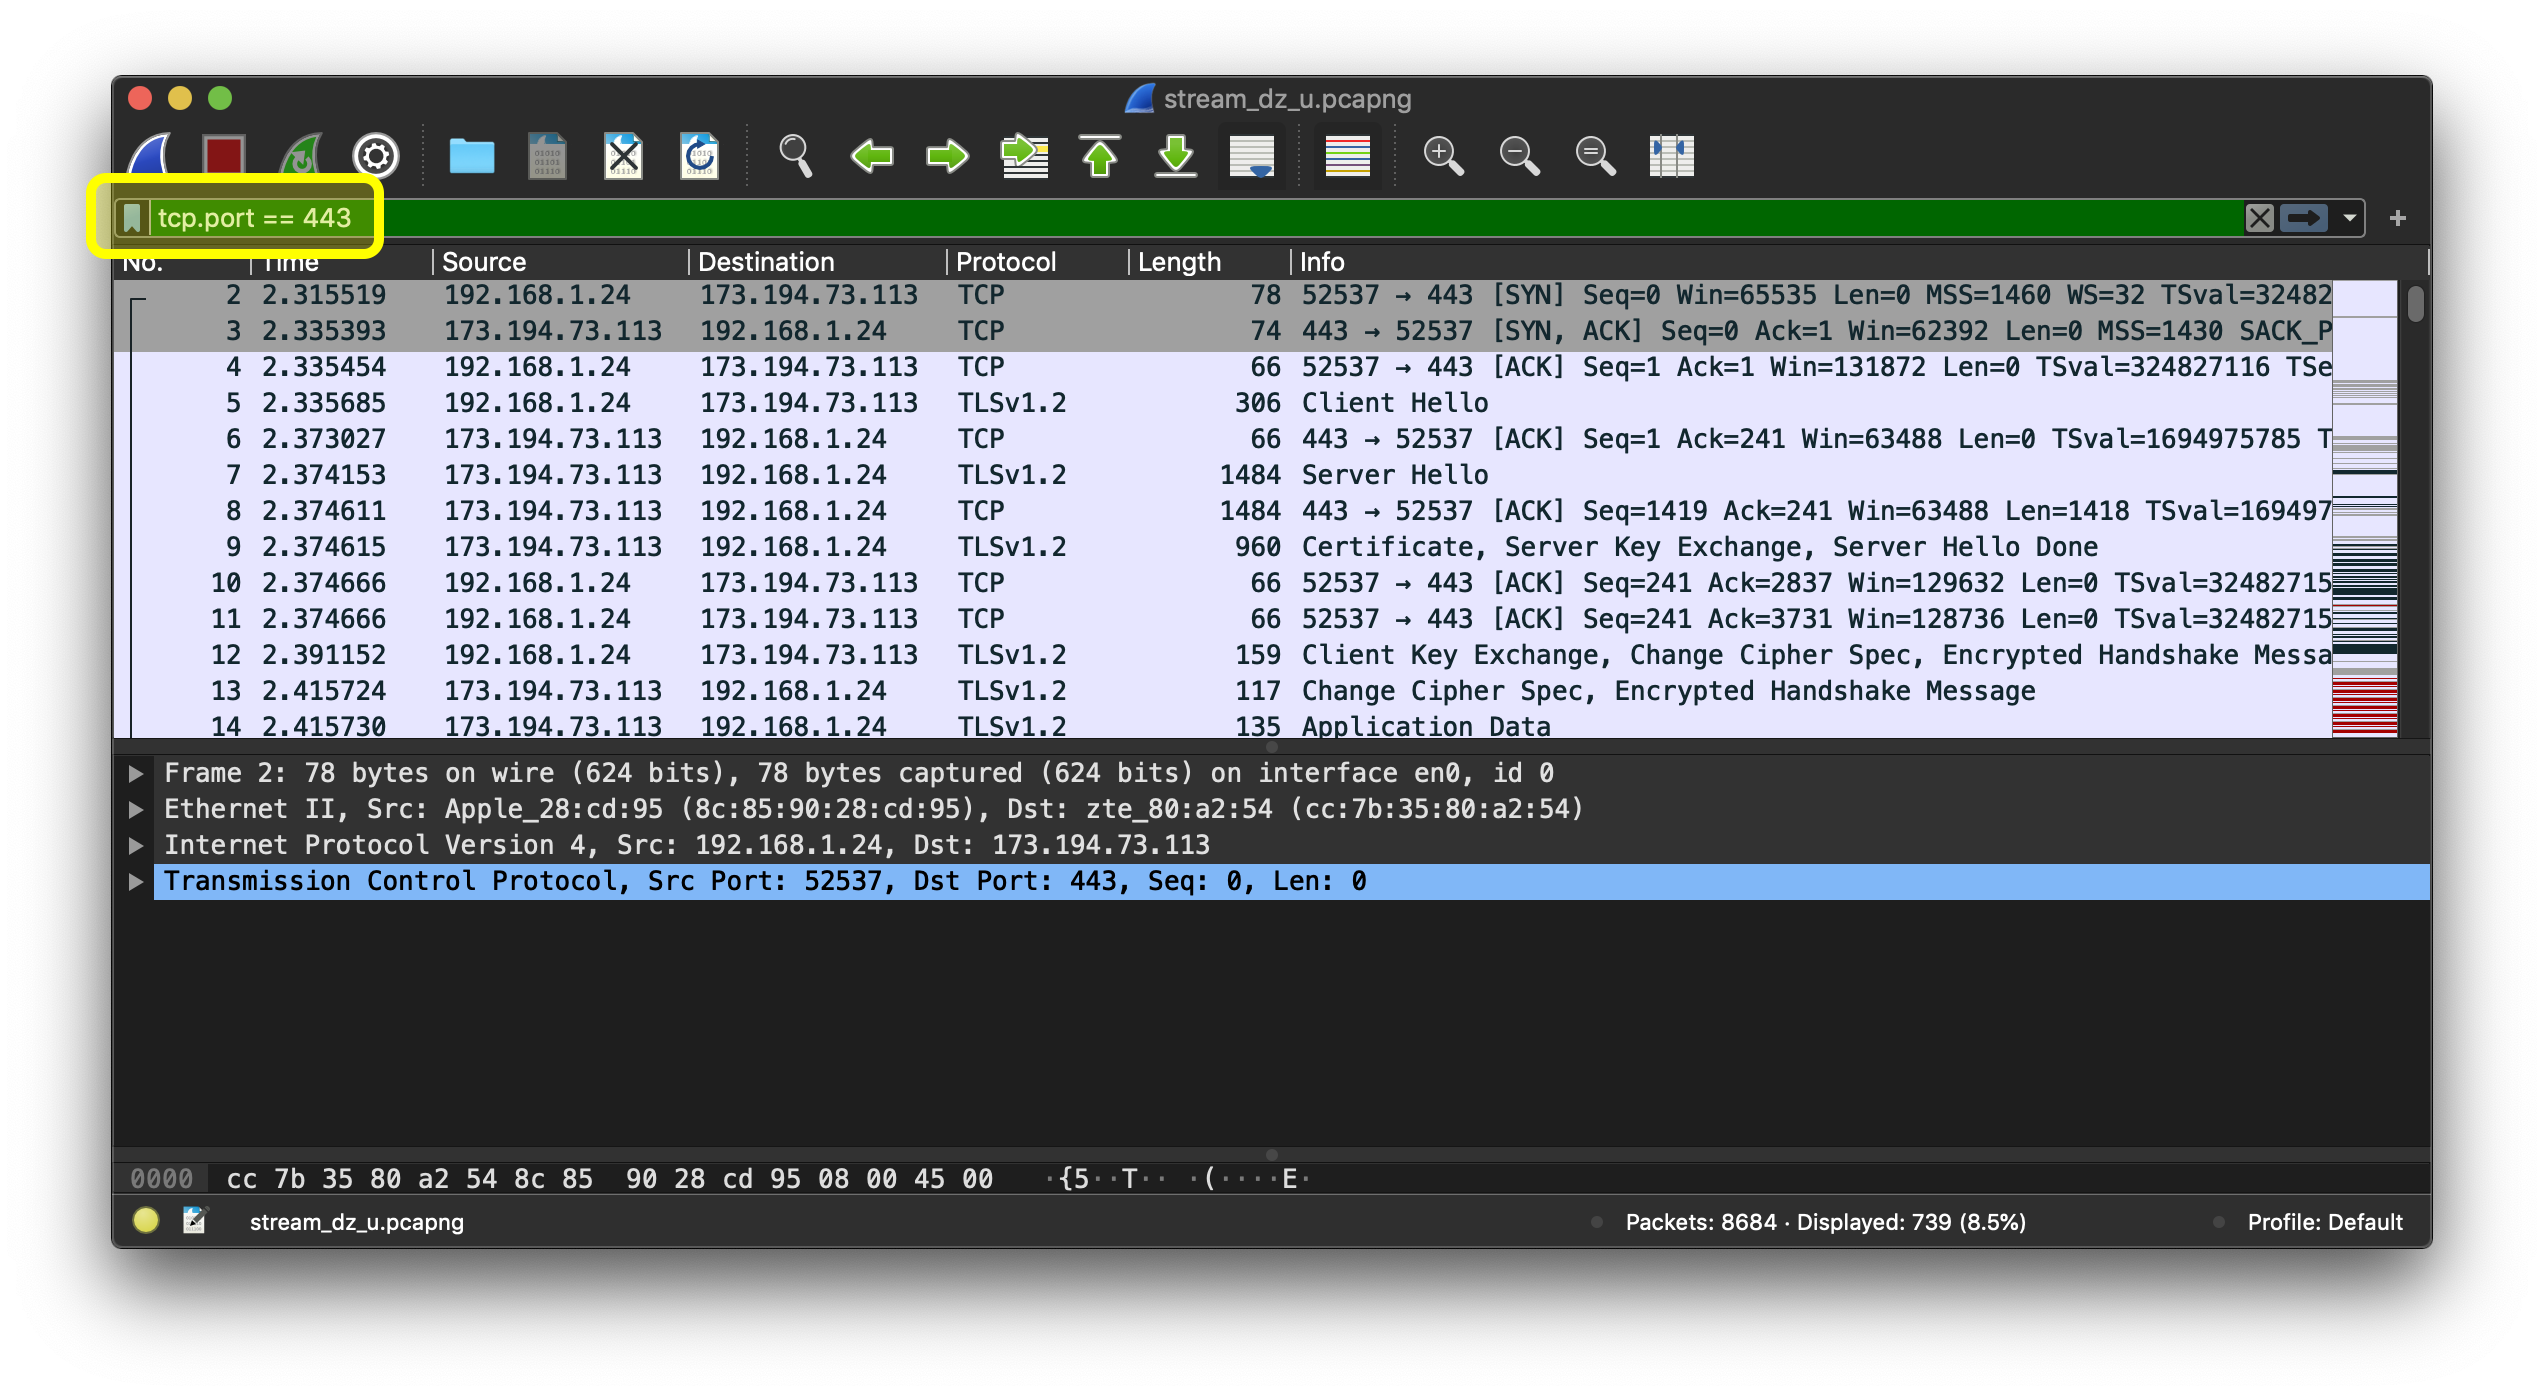 stream_dz_u.pcapng
tcp.port == 443
No. Time Source Destination Protocol Length Info
2 2.315519 192.168.1.24 173.194.73.113 TCP 78 52537 → 443 [SYN] Seq=0 Win=65535 Len=0 MSS=1460 WS=32 TSval=32482
3 2.335393 173.194.73.113 192.168.1.24 TCP 74 443 → 52537 [SYN, ACK] Seq=0 Ack=1 Win=62392 Len=0 MSS=1430 SACK_P
4 2.335454 192.168.1.24 173.194.73.113 TCP 66 52537 → 443 [ACK] Seq=1 Ack=1 Win=131872 Len=0 TSval=324827116 TSe
5 2.335685 192.168.1.24 173.194.73.113 TLSv1.2 306 Client Hello
6 2.373027 173.194.73.113 192.168.1.24 TCP 66 443 → 52537 [ACK] Seq=1 Ack=241 Win=63488 Len=0 TSval=1694975785 T
7 2.374153 173.194.73.113 192.168.1.24 TLSv1.2 1484 Server Hello
8 2.374611 173.194.73.113 192.168.1.24 TCP 1484 443 → 52537 [ACK] Seq=1419 Ack=241 Win=63488 Len=1418 TSval=169497
9 2.374615 173.194.73.113 192.168.1.24 TLSv1.2 960 Certificate, Server Key Exchange, Server Hello Done
10 2.374666 192.168.1.24 173.194.73.113 TCP 66 52537 → 443 [ACK] Seq=241 Ack=2837 Win=129632 Len=0 TSval=32482715
11 2.374666 192.168.1.24 173.194.73.113 TCP 66 52537 → 443 [ACK] Seq=241 Ack=3731 Win=128736 Len=0 TSval=32482715
12 2.391152 192.168.1.24 173.194.73.113 TLSv1.2 159 Client Key Exchange, Change Cipher Spec, Encrypted Handshake Messa
13 2.415724 173.194.73.113 192.168.1.24 TLSv1.2 117 Change Cipher Spec, Encrypted Handshake Message
14 2.415730 173.194.73.113 192.168.1.24 TLSv1.2 135 Application Data
Frame 2: 78 bytes on wire (624 bits), 78 bytes captured (624 bits) on interface en0, id 0
Ethernet II, Src: Apple_28:cd:95 (8c:85:90:28:cd:95), Dst: zte_80:a2:54 (cc:7b:35:80:a2:54)
Internet Protocol Version 4, Src: 192.168.1.24, Dst: 173.194.73.113
Transmission Control Protocol, Src Port: 52537, Dst Port: 443, Seq: 0, Len: 0
0000 cc 7b 35 80 a2 54 8c 85 90 28 cd 95 08 00 45 00 ·{5··T·· ·(····E·
stream_dz_u.pcapng Packets: 8684 · Displayed: 739 (8.5%) Profile: Default